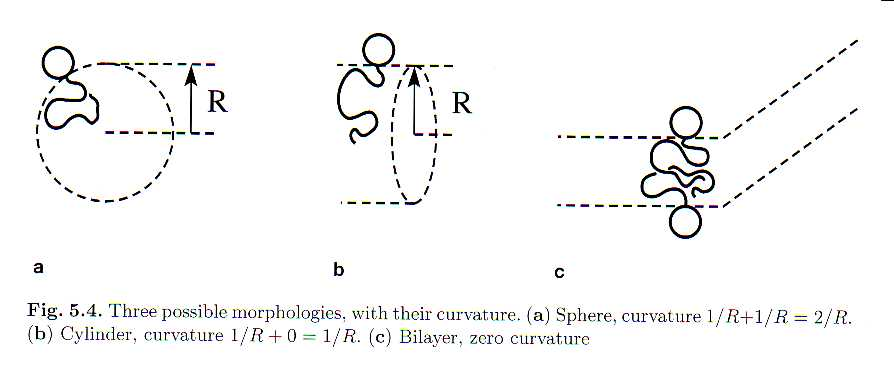 R
R
a
b
c
Fig. 5.4. Three possible morphologies, with their curvature. (a) Sphere, curvature 1/R+1/R = 2/R.
(b) Cylinder, curvature 1/R + 0 = 1/R. (c) Bilayer, zero curvature